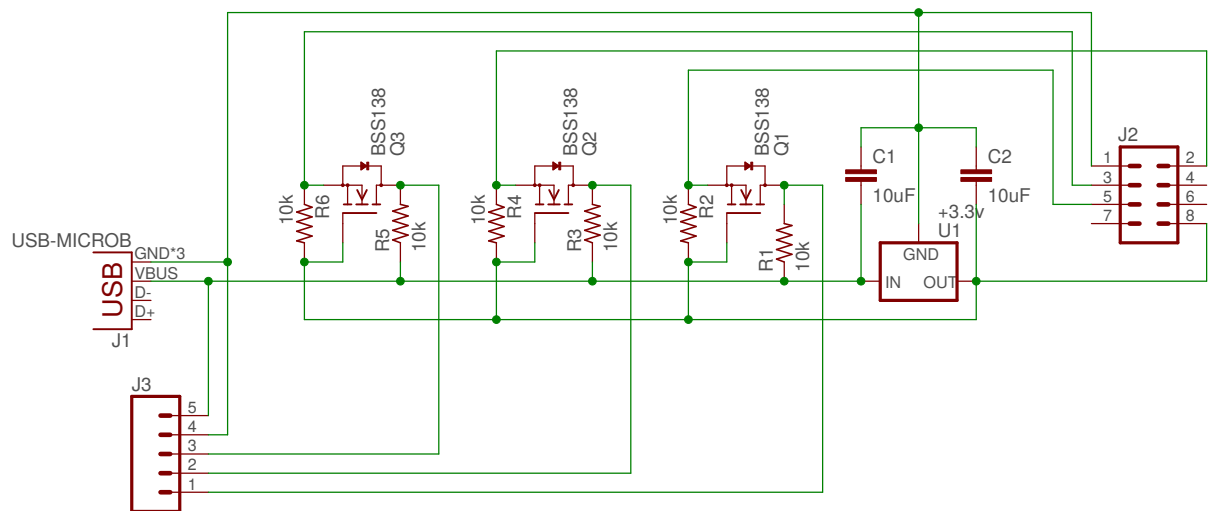 BSS138
Q3
BSS138
Q2
BSS138
Q1
J2
C1
10uF
C2
10uF
1
2
3
4
5
6
7
8
10k
R6
R5
10k
10k
R4
R3
10k
10k
R2
R1
10k
+3.3v
U1
GND
IN
OUT
USB-MICROB
USB
GND*3
VBUS
D-
D+
J1
J3
5
4
3
2
1